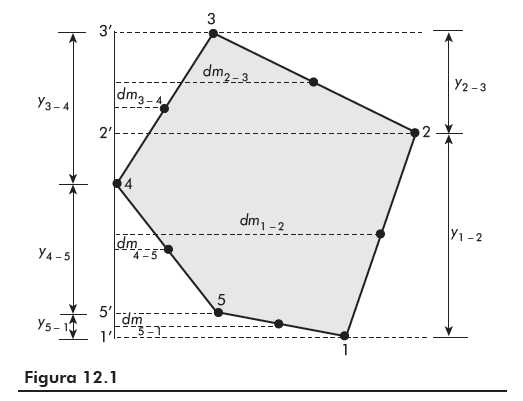 3
3'
dm2–3
y2–3
dm3–4
y3–4
2'
2
4
dm1–2
y1–2
dm4–5
y4–5
5
5'
dm5–1
y5–1
1'
1
Figura 12.1